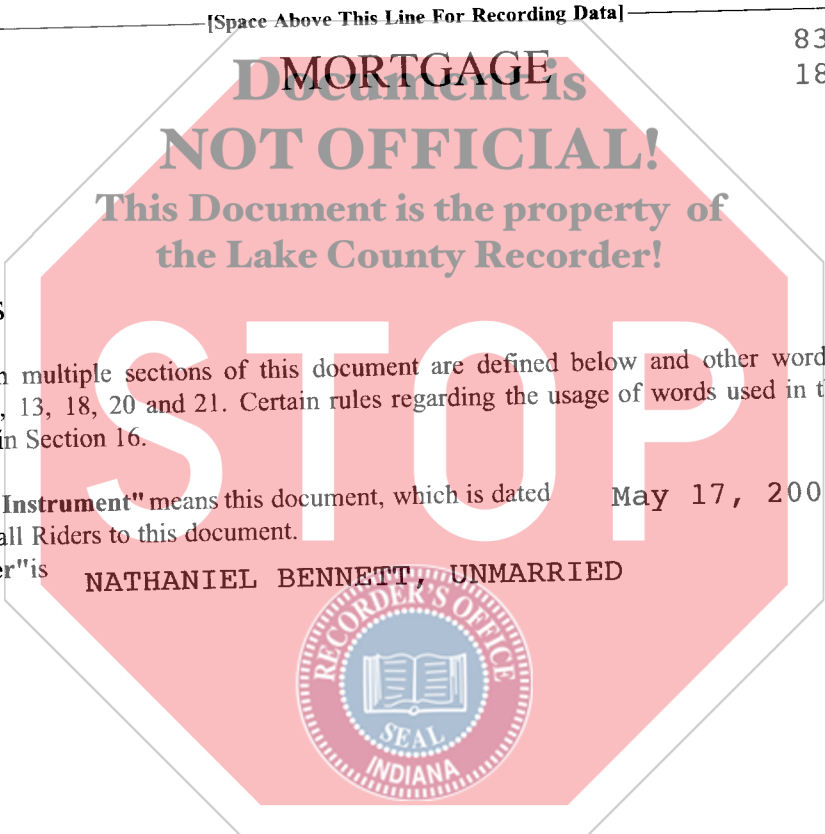 [Space Above This Line For Recording Data]
83
MORTGAGE
18
Document is
NOT OFFICIAL!
This Document is the property of
the Lake County Recorder!
S
STOP
n multiple sections of this document are defined below and other word
, 13, 18, 20 and 21. Certain rules regarding the usage of words used in t
in Section 16.
Instrument" means this document, which is dated May 17, 200
all Riders to this document.
er" is NATHANIEL BENNETT, UNMARRIED
RECORDER'S OFFICE
SEAL
INDIANA